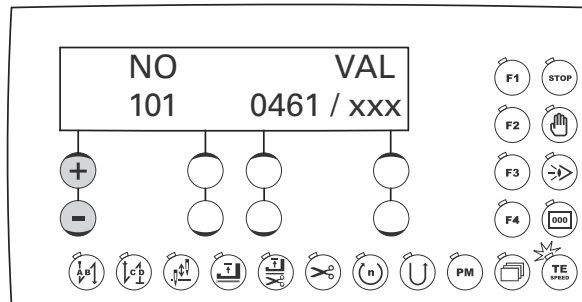 NO VAL
101 0461 / xxx
F1 STOP
F2
+
F3
-
F4 000
A B C D n PM TE
SPEED